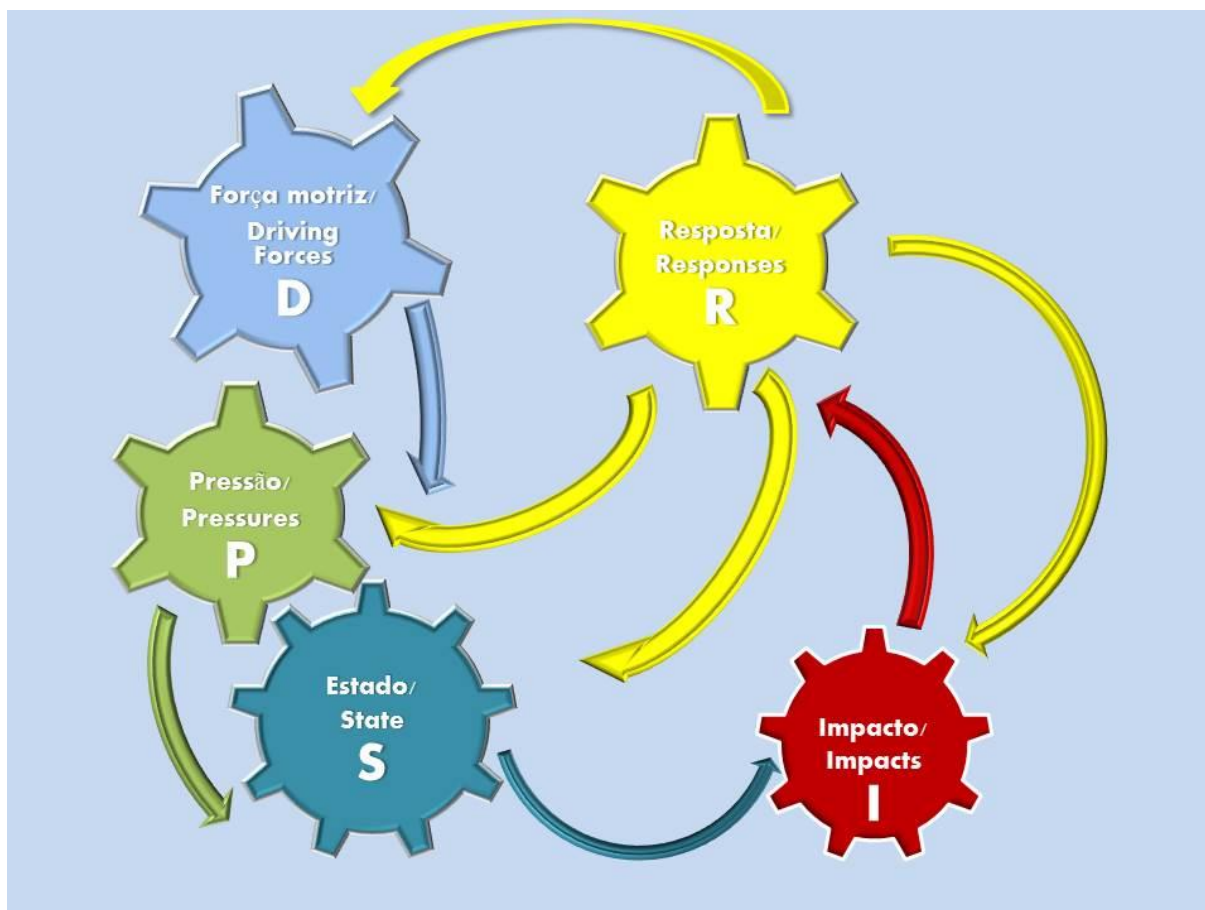 Força motriz/
Driving
Forces
D
Resposta/
Responses
R
Pressão/
Pressures
P
Estado/
State
S
Impacto/
Impacts
I